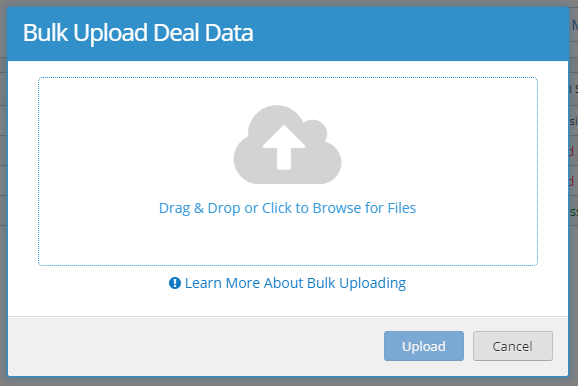 Bulk Upload Deal Data
Drag & Drop or Click to Browse for Files
Learn More About Bulk Uploading
Upload
Cancel